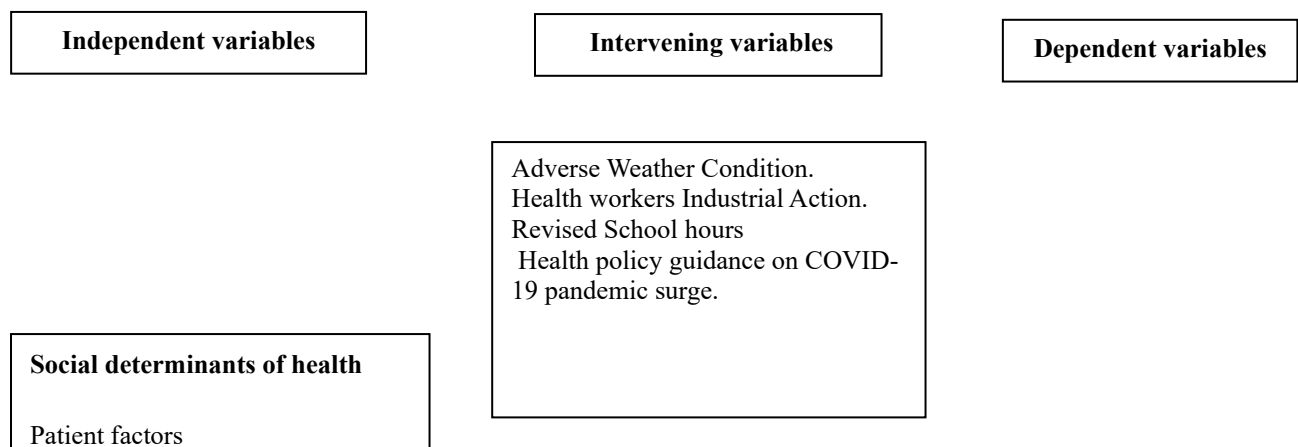 Independent variables
Intervening variables
Dependent variables
Adverse Weather Condition.
Health workers Industrial Action.
Revised School hours
Health policy guidance on COVID-
19 pandemic surge.
Social determinants of health
Patient factors